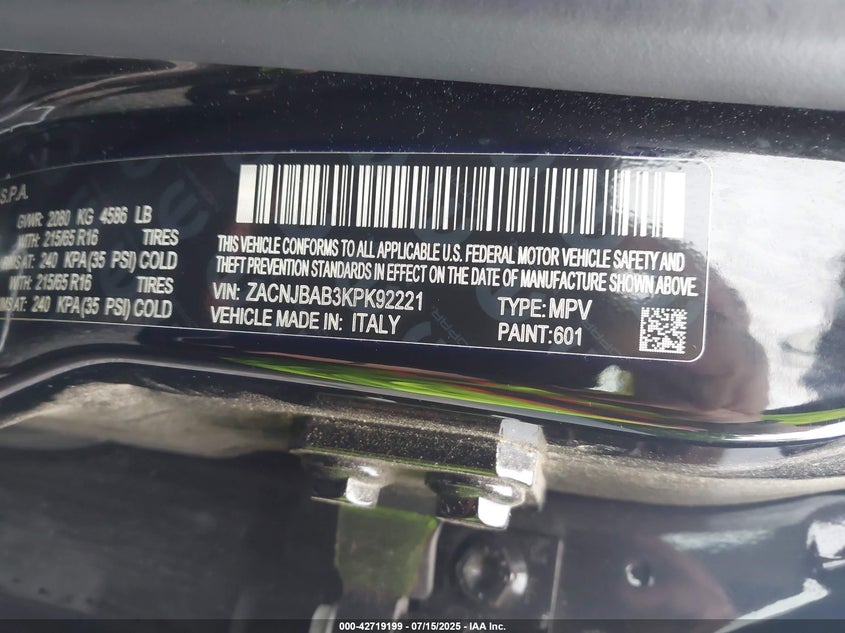 S.P.A.
GVWR: 2080 KG 4586 LB
WITH: 215/65 R16 TIRES
AT: 240 KPA(35 PSI) COLD
WITH: 215/65 R16 TIRES
AT: 240 KPA(35 PSI) COLD
THIS VEHICLE CONFORMS TO ALL APPLICABLE U.S. FEDERAL MOTOR VEHICLE SAFETY AND
THEFT PREVENTION STANDARDS IN EFFECT ON THE DATE OF MANUFACTURE SHOWN ABOVE.
VIN: ZACNJBAB3KPK92221 TYPE: MPV
VEHICLE MADE IN: ITALY PAINT:601
000-42719199 - 07/15/2025 - IAA Inc.